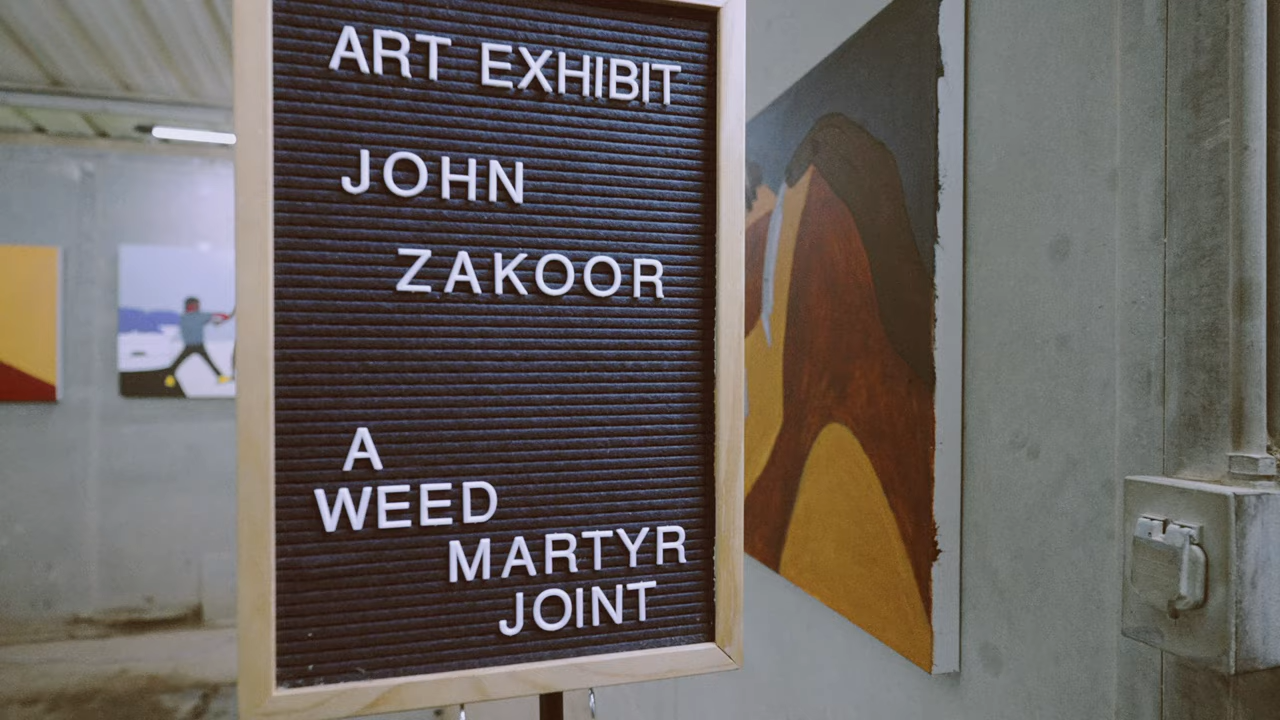 ART EXHIBIT
JOHN
ZAKOOR
A
WEED
MARTYR
JOINT